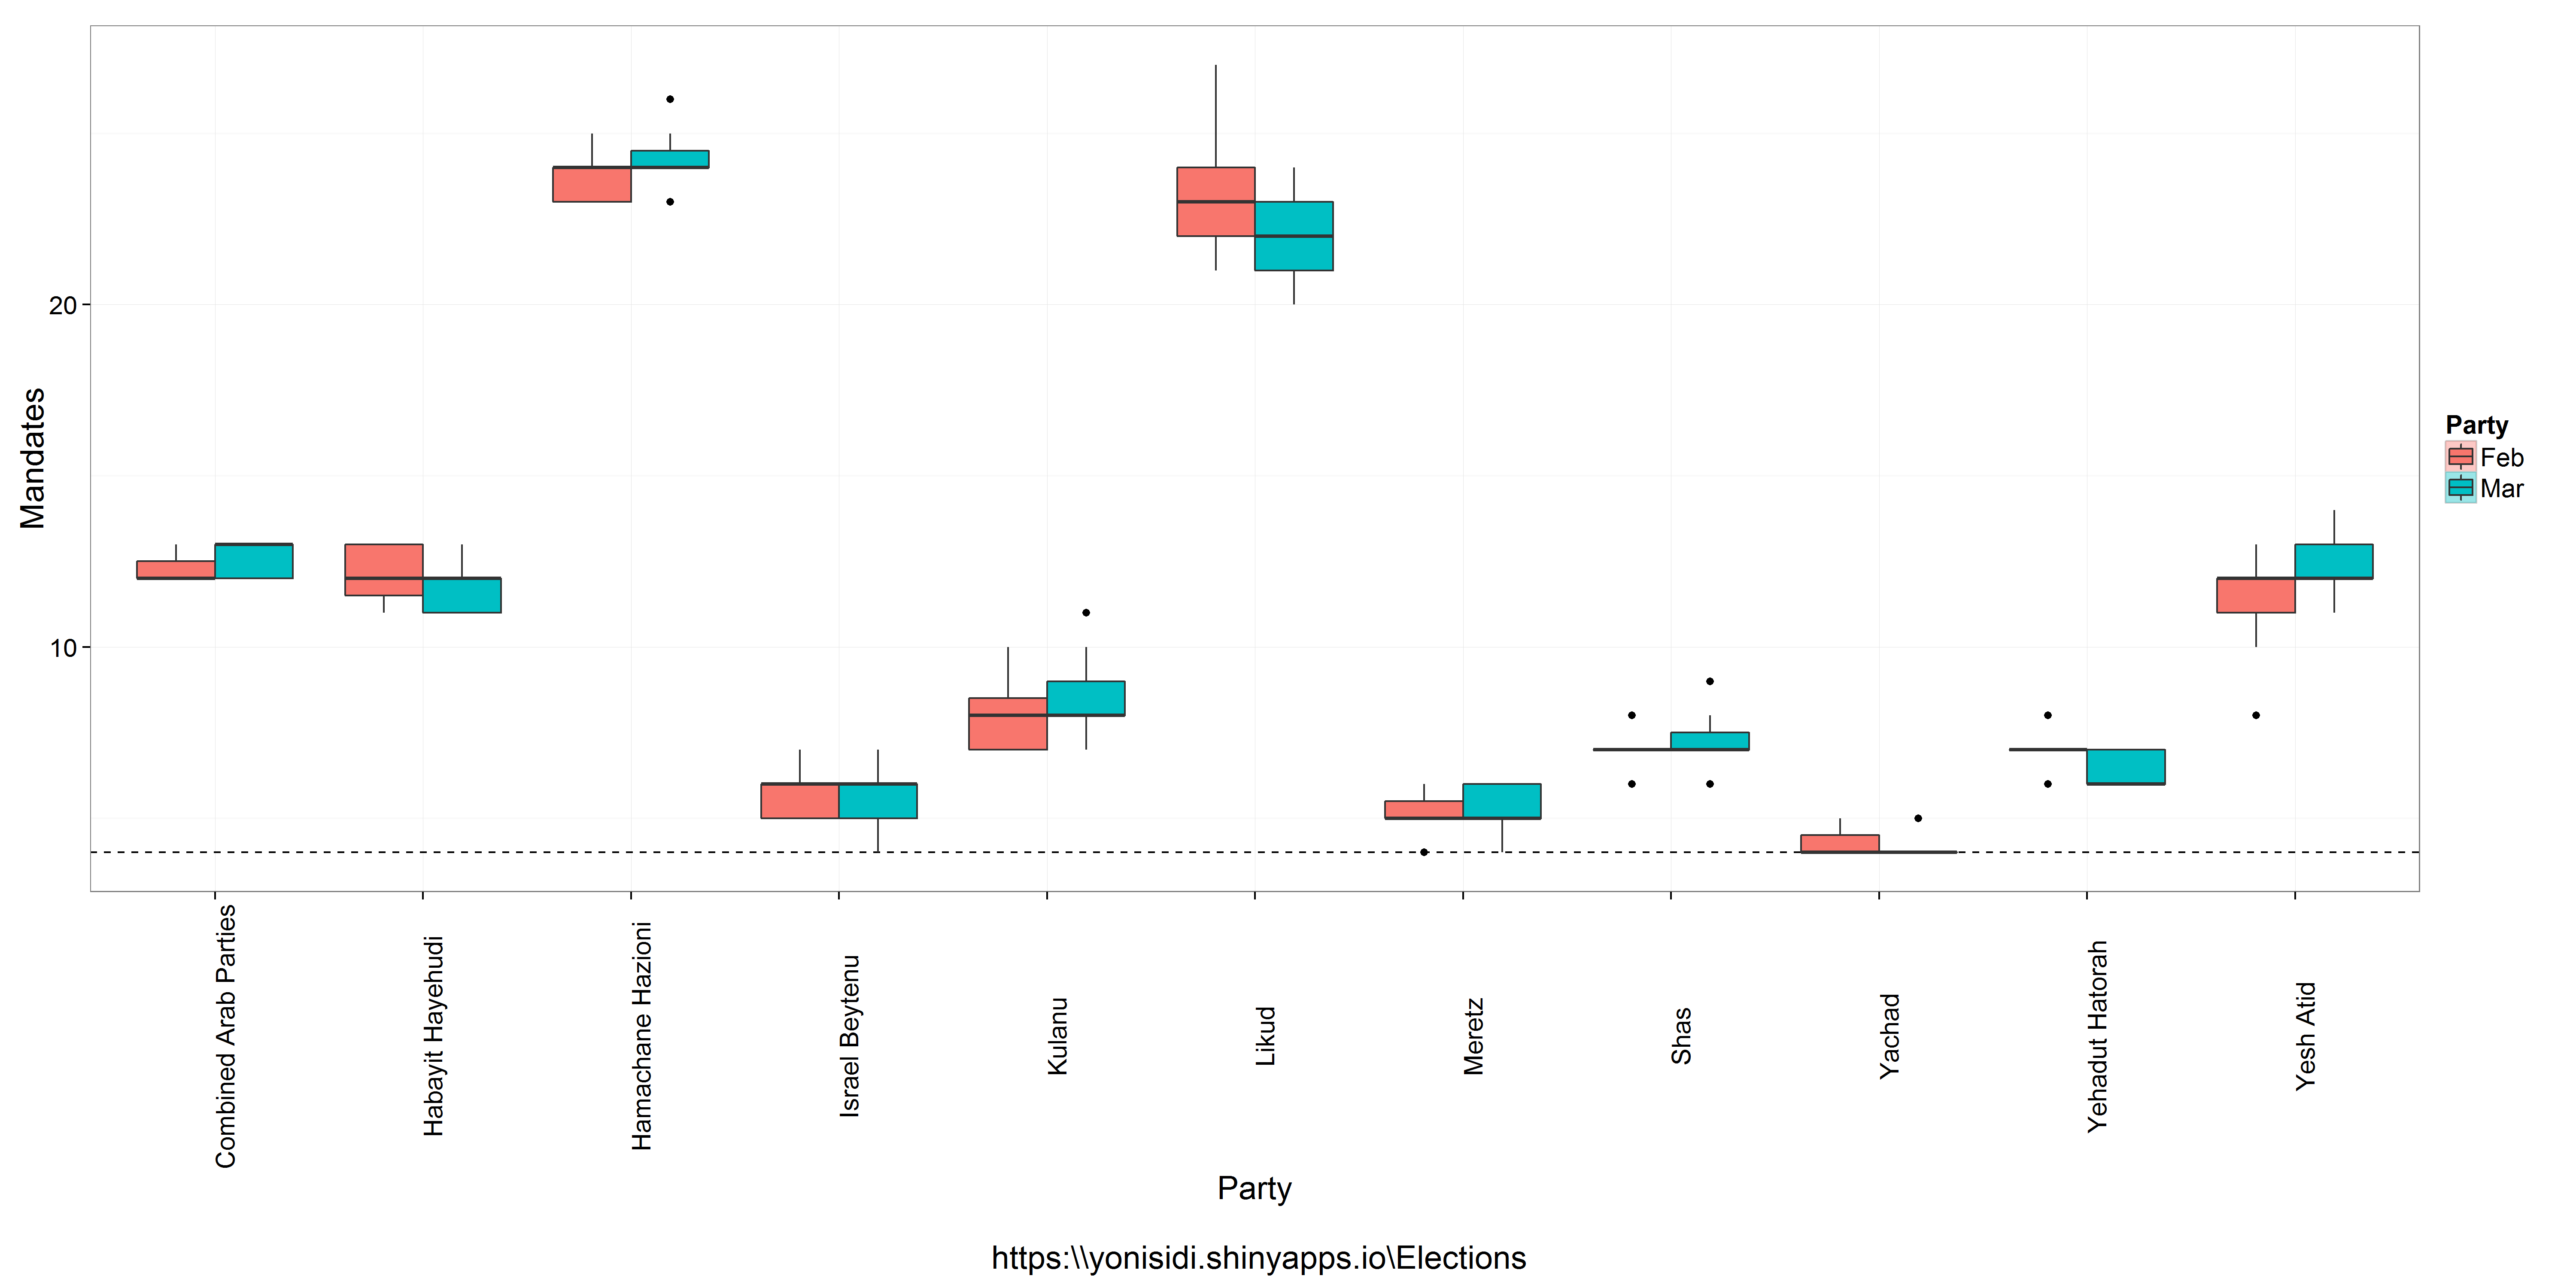 Mandates
20
10
Combined Arab Parties
Habayit Hayehudi
Hamachane Hazioni
Israel Beytenu
Kulanu
Likud
Meretz
Shas
Yachad
Yehadut Hatorah
Yesh Atid
Party
https:\\yonisidi.shinyapps.io\Elections
Party
Feb
Mar